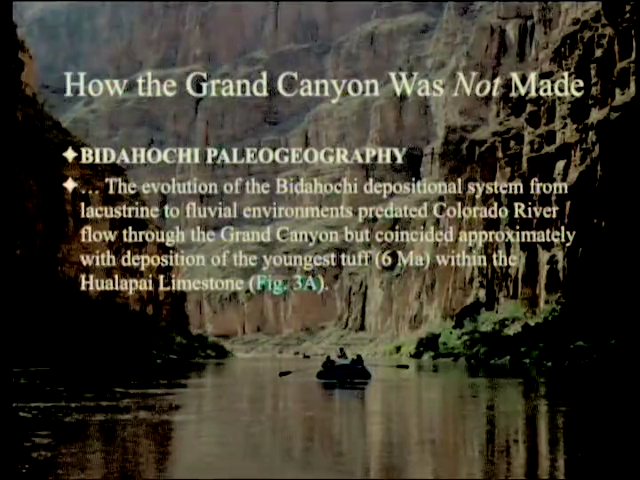 How the Grand Canyon Was Not Made
✦BIDAHOCHI PALEOGEOGRAPHY
✦… The evolution of the Bidahochi depositional system from
lacustrine to fluvial environments predated Colorado River
flow through the Grand Canyon but coincided approximately
with deposition of the youngest tuff (6 Ma) within the
Hualapai Limestone (Fig. 3A).